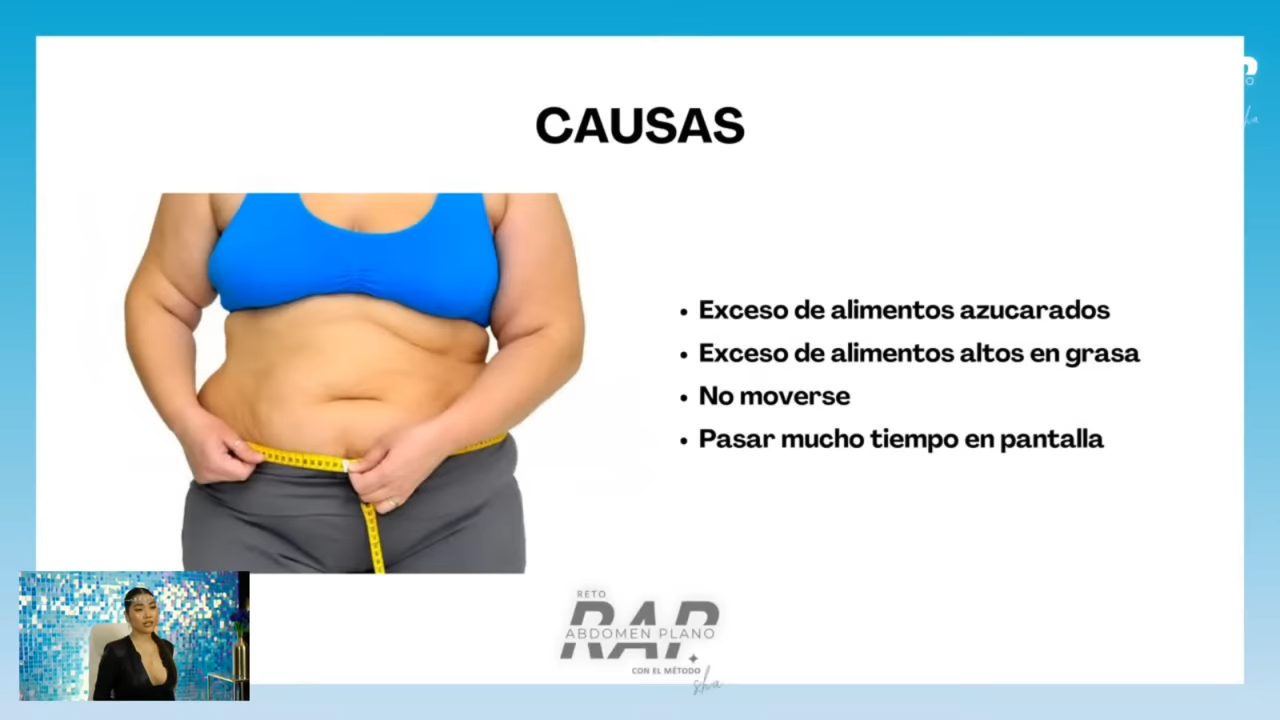 CAUSAS
• Exceso de alimentos azucarados
• Exceso de alimentos altos en grasa
• No moverse
• Pasar mucho tiempo en pantalla
RETO
RAP
ABDOMEN PLANO
CON EL MÉTODO
sha